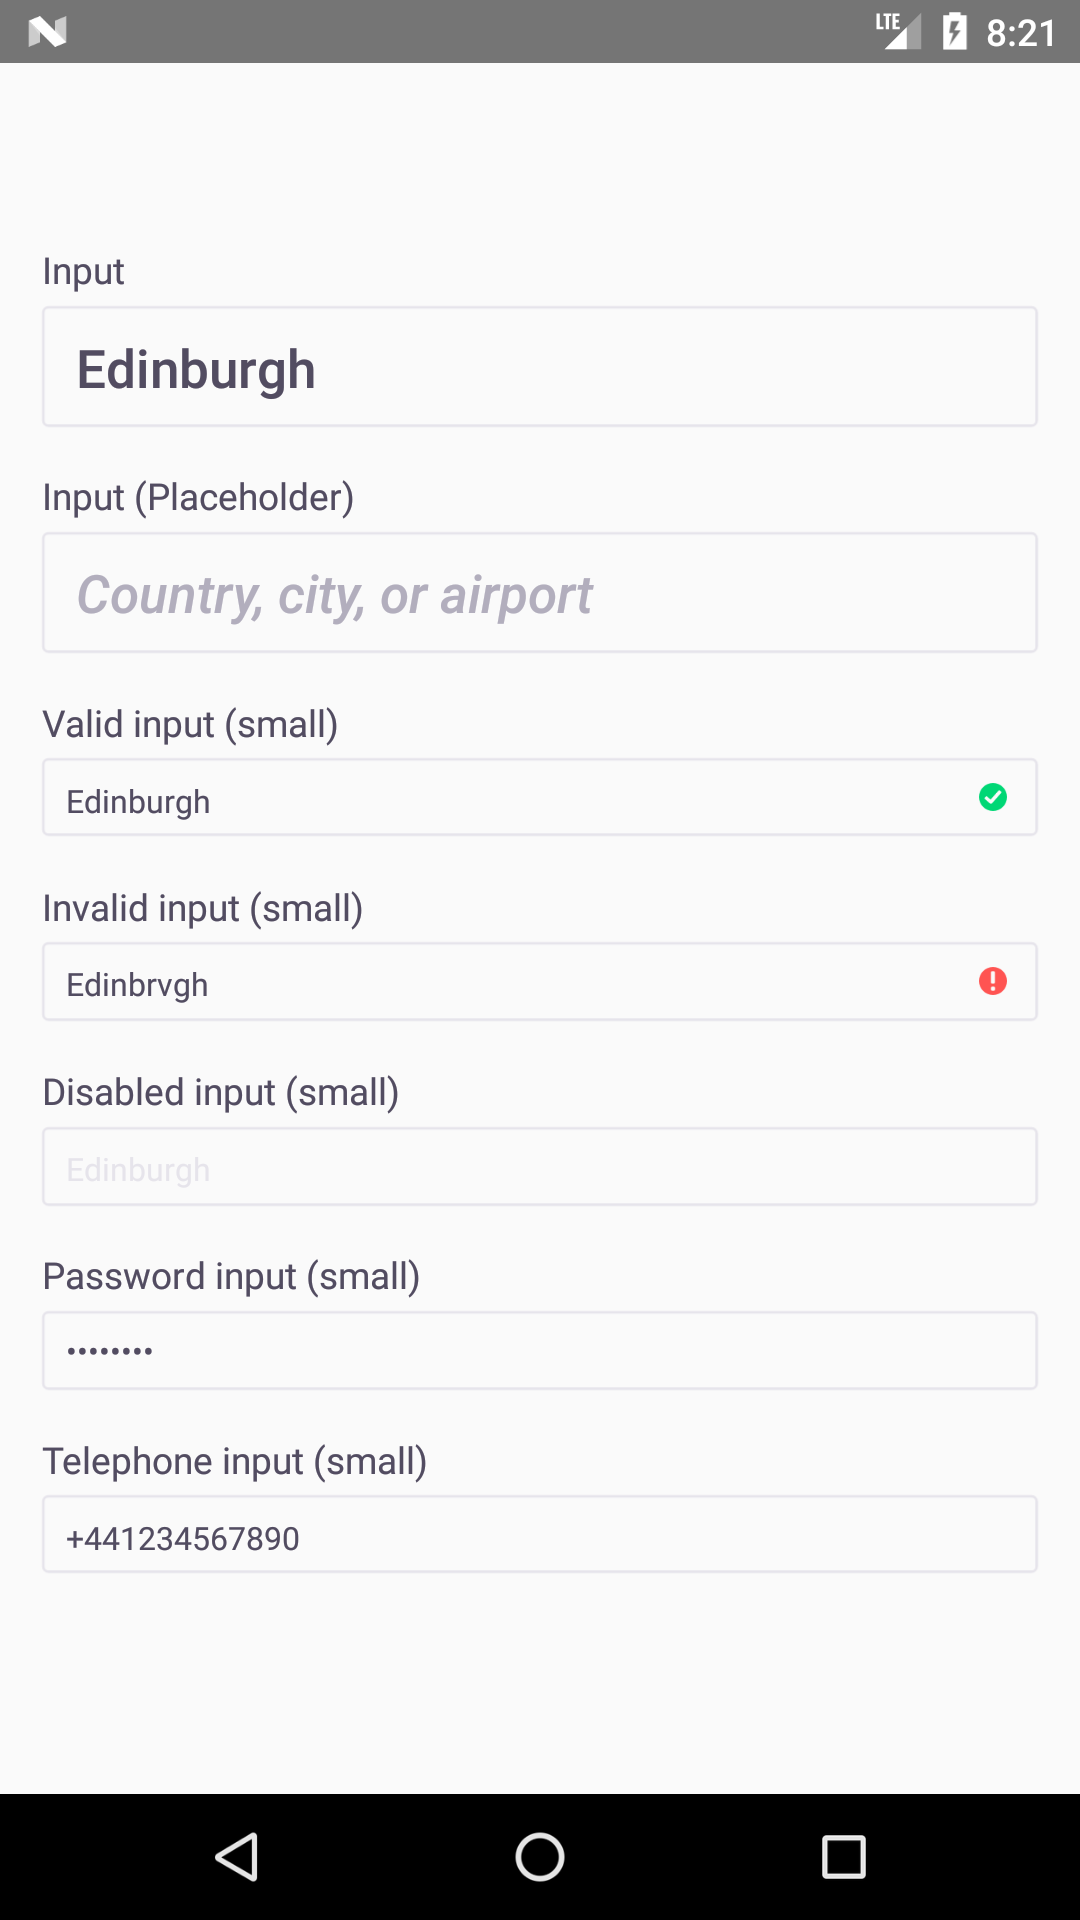 LTE 8:21
Input
Edinburgh
Input (Placeholder)
Country, city, or airport
Valid input (small)
Edinburgh
Invalid input (small)
Edinbrvgh
Disabled input (small)
Edinburgh
Password input (small)
••••••••
Telephone input (small)
+441234567890